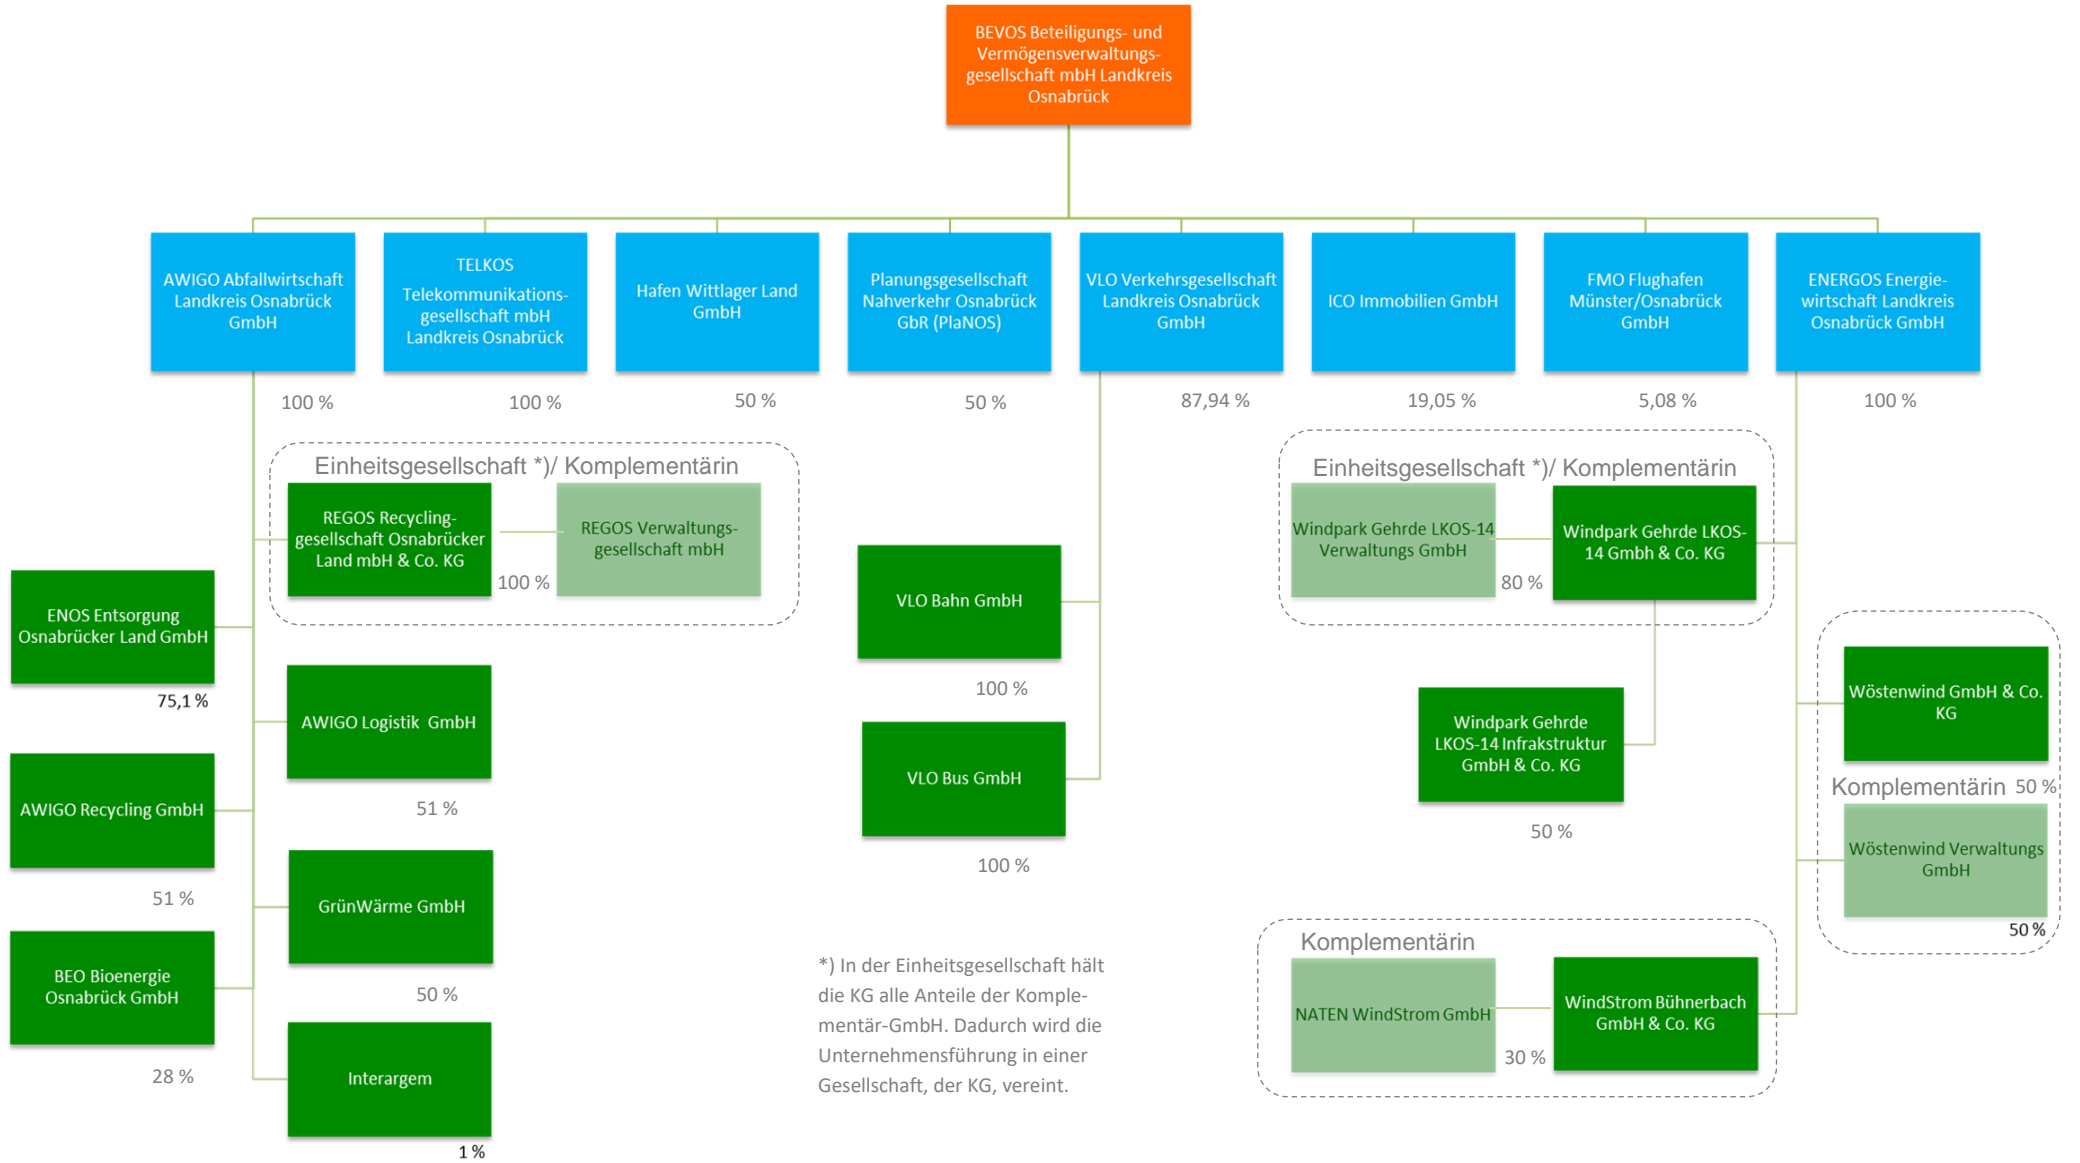 BEVOS Beteiligungs- und
Vermögensverwaltungs-
gesellschaft mbH Landkreis
Osnabrück
AWIGO Abfallwirtschaft
Landkreis Osnabrück
GmbH
100 %
TELKOS
Telekommunikations-
gesellschaft mbH
Landkreis Osnabrück
100 %
Hafen Wittlager Land
GmbH
50 %
Planungsgesellschaft
Nahverkehr Osnabrück
GbR (PlaNOS)
50 %
VLO Verkehrsgesellschaft
Landkreis Osnabrück
GmbH
87,94 %
ICO Immobilien GmbH
19,05 %
FMO Flughafen
Münster/Osnabrück
GmbH
5,08 %
ENERGOS Energie-
wirtschaft Landkreis
Osnabrück GmbH
100 %
Einheitsgesellschaft *)/ Komplementärin
REGOS Recycling-
gesellschaft Osnabrücker
Land mbH & Co. KG
100 %
REGOS Verwaltungs-
gesellschaft mbH
ENOS Entsorgung
Osnabrücker Land GmbH
75,1 %
AWIGO Logistik  GmbH
51 %
AWIGO Recycling GmbH
51 %
GrünWärme GmbH
50 %
BEO Bioenergie
Osnabrück GmbH
28 %
Interargem
1 %
VLO Bahn GmbH
100 %
VLO Bus GmbH
100 %
*) In der Einheitsgesellschaft hält
die KG alle Anteile der Komple-
mentär-GmbH. Dadurch wird die
Unternehmensführung in einer
Gesellschaft, der KG, vereint.
Einheitsgesellschaft *)/ Komplementärin
Windpark Gehrde LKOS-14
Verwaltungs GmbH
80 %
Windpark Gehrde LKOS-
14 Gmbh & Co. KG
Windpark Gehrde
LKOS-14 Infrakstruktur
GmbH & Co. KG
50 %
Wöstenwind GmbH & Co.
KG
Komplementärin 50 %
Wöstenwind Verwaltungs
GmbH
50 %
Komplementärin
NATEN WindStrom GmbH
30 %
WindStrom Bühnerbach
GmbH & Co. KG